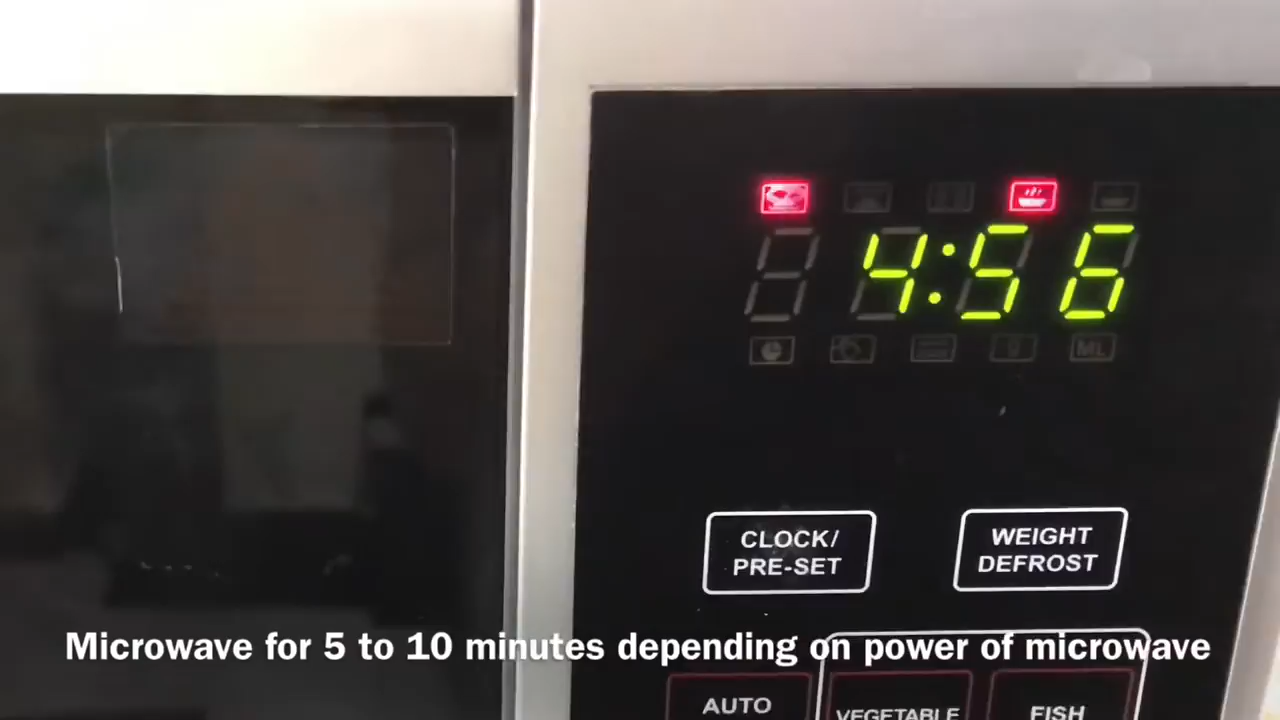 4:56
ML
CLOCK/
PRE-SET
WEIGHT
DEFROST
Microwave for 5 to 10 minutes depending on power of microwave
AUTO
VEGETABLE
FISH